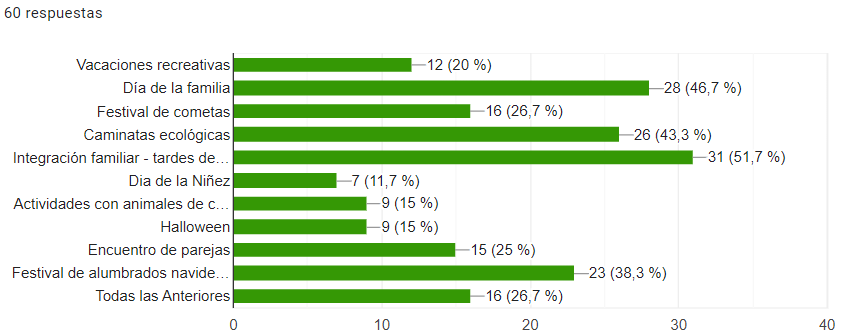 60 respuestas
Vacaciones recreativas 12 (20 %)
Día de la familia 28 (46,7 %)
Festival de cometas 16 (26,7 %)
Caminatas ecológicas 26 (43,3 %)
Integración familiar - tardes de… 31 (51,7 %)
Dia de la Niñez 7 (11,7 %)
Actividades con animales de c… 9 (15 %)
Halloween 9 (15 %)
Encuentro de parejas 15 (25 %)
Festival de alumbrados navide… 23 (38,3 %)
Todas las Anteriores 16 (26,7 %)
0 10 20 30 40